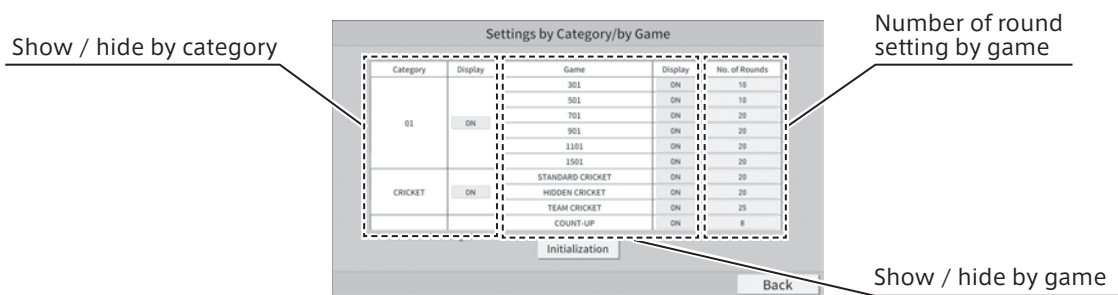 Show / hide by category
Number of round
setting by game
Settings by Category/by Game
Category Display Game Display No. of Rounds
301 ON 10
501 ON 10
701 ON 20
01 ON
901 ON 20
1101 ON 20
1501 ON 20
STANDARD CRICKET ON 20
CRICKET ON HIDDEN CRICKET ON 20
TEAM CRICKET ON 25
COUNT-UP ON 8
Initialization
Show / hide by game
Back